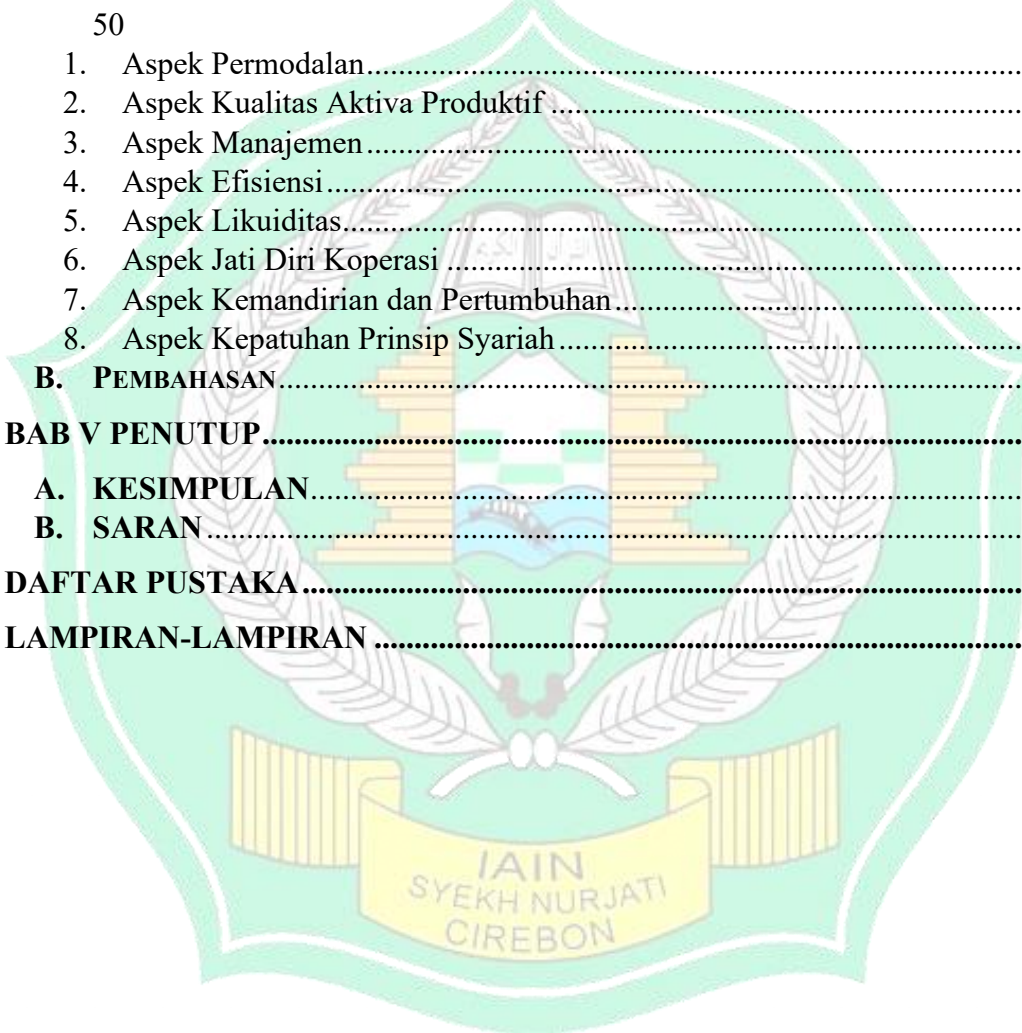 50
1. Aspek Permodalan................................................................................
2. Aspek Kualitas Aktiva Produktif................................................................................
3. Aspek Manajemen................................................................................
4. Aspek Efisiensi................................................................................
5. Aspek Likuiditas................................................................................
6. Aspek Jati Diri Koperasi................................................................................
7. Aspek Kemandirian dan Pertumbuhan................................................................................
8. Aspek Kepatuhan Prinsip Syariah................................................................................
B. PEMBAHASAN................................................................................
BAB V PENUTUP................................................................................
A. KESIMPULAN................................................................................
B. SARAN................................................................................
DAFTAR PUSTAKA................................................................................
LAMPIRAN-LAMPIRAN................................................................................
IAIN
SYEKH NURJATI
CIREBON